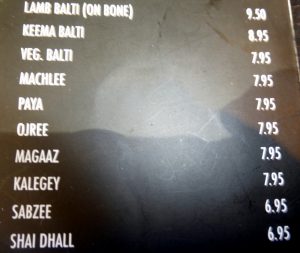 LAMB BALTI (ON BONE) 9.50
KEEMA BALTI 8.95
VEG. BALTI 7.95
MACHLEE 7.95
PAYA 7.95
OJREE 7.95
MAGAAZ 7.95
KALEGEY 7.95
SABZEE 6.95
SHAI DHALL 6.95